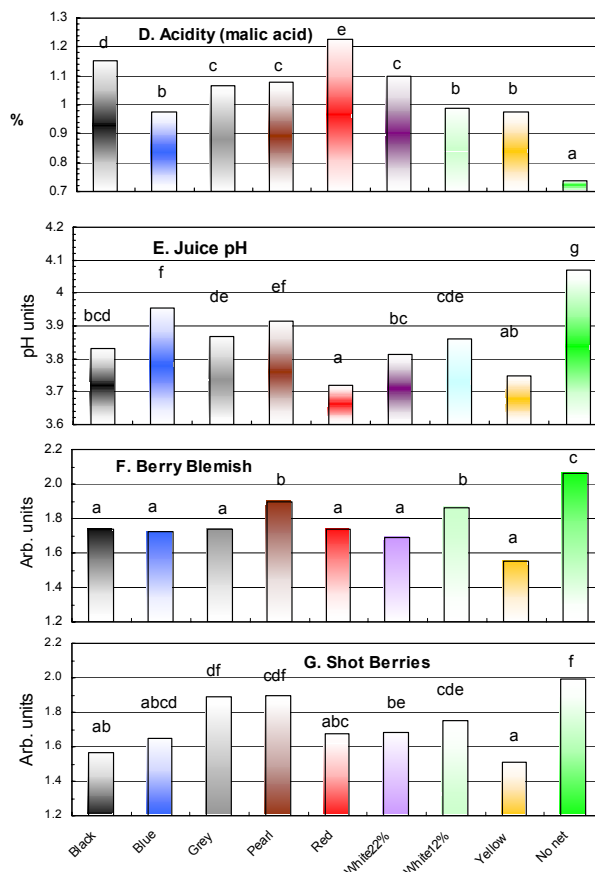 1.3
D. Acidity (malic acid)
1.2
1.1
1
0.9
0.8
0.7
%
d b c c e c b b a
4.2
E. Juice pH
4.1
4
3.9
3.8
3.7
3.6
pH units
bcd f de ef a bc cde ab g
2.2
F. Berry Blemish
2.0
1.8
1.6
1.4
1.2
Arb. units
a a a b a a b a c
2.2
G. Shot Berries
2.0
1.8
1.6
1.4
1.2
Arb. units
ab abcd df cdf abc be cde a f
Black Blue Grey Pearl Red White22% White12% Yellow No net